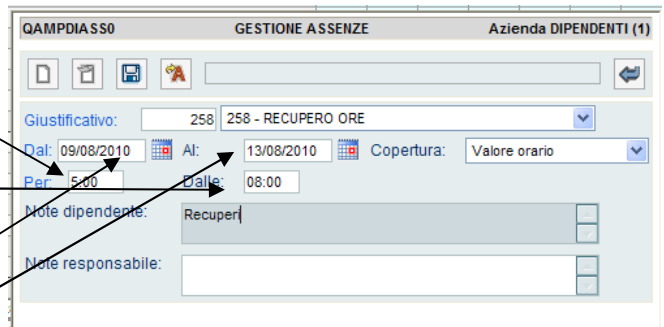 QAMPDIASS0 GESTIONE ASSENZE Azienda DIPENDENTI (1)
Giustificativo: 258 258 - RECUPERO ORE
Dal: 09/08/2010 Al: 13/08/2010 Copertura: Valore orario
Per: 5:00 Dalle: 08:00
Note dipendente: Recuperi
Note responsabile: